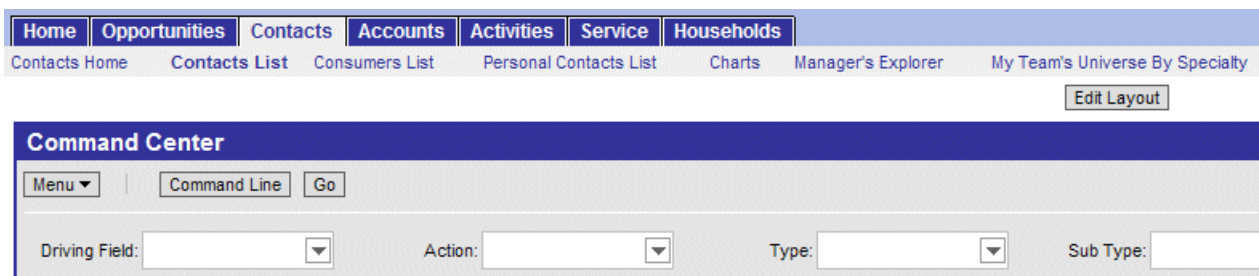 Home Opportunities Contacts Accounts Activities Service Households
Contacts Home Contacts List Consumers List Personal Contacts List Charts Manager's Explorer My Team's Universe By Specialty
Edit Layout
Command Center
Menu Command Line Go
Driving Field: Action: Type: Sub Type: